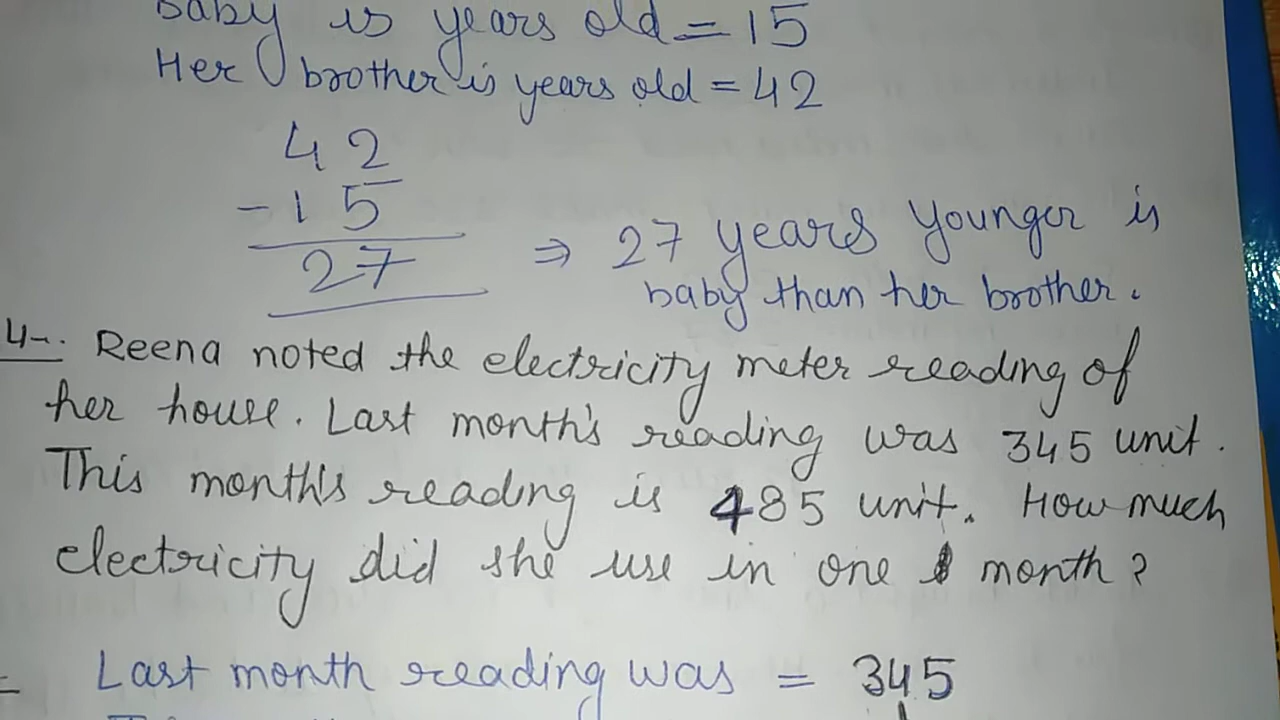 baby is years old = 15
Her brother is years old = 42
42
-15
27
⇒ 27 years younger is
baby than her brother.
4-. Reena noted the electricity meter reading of
her house. Last month's reading was 345 unit.
This month's reading is 485 unit. How much
electricity did she use in one month?
Last month reading was = 345